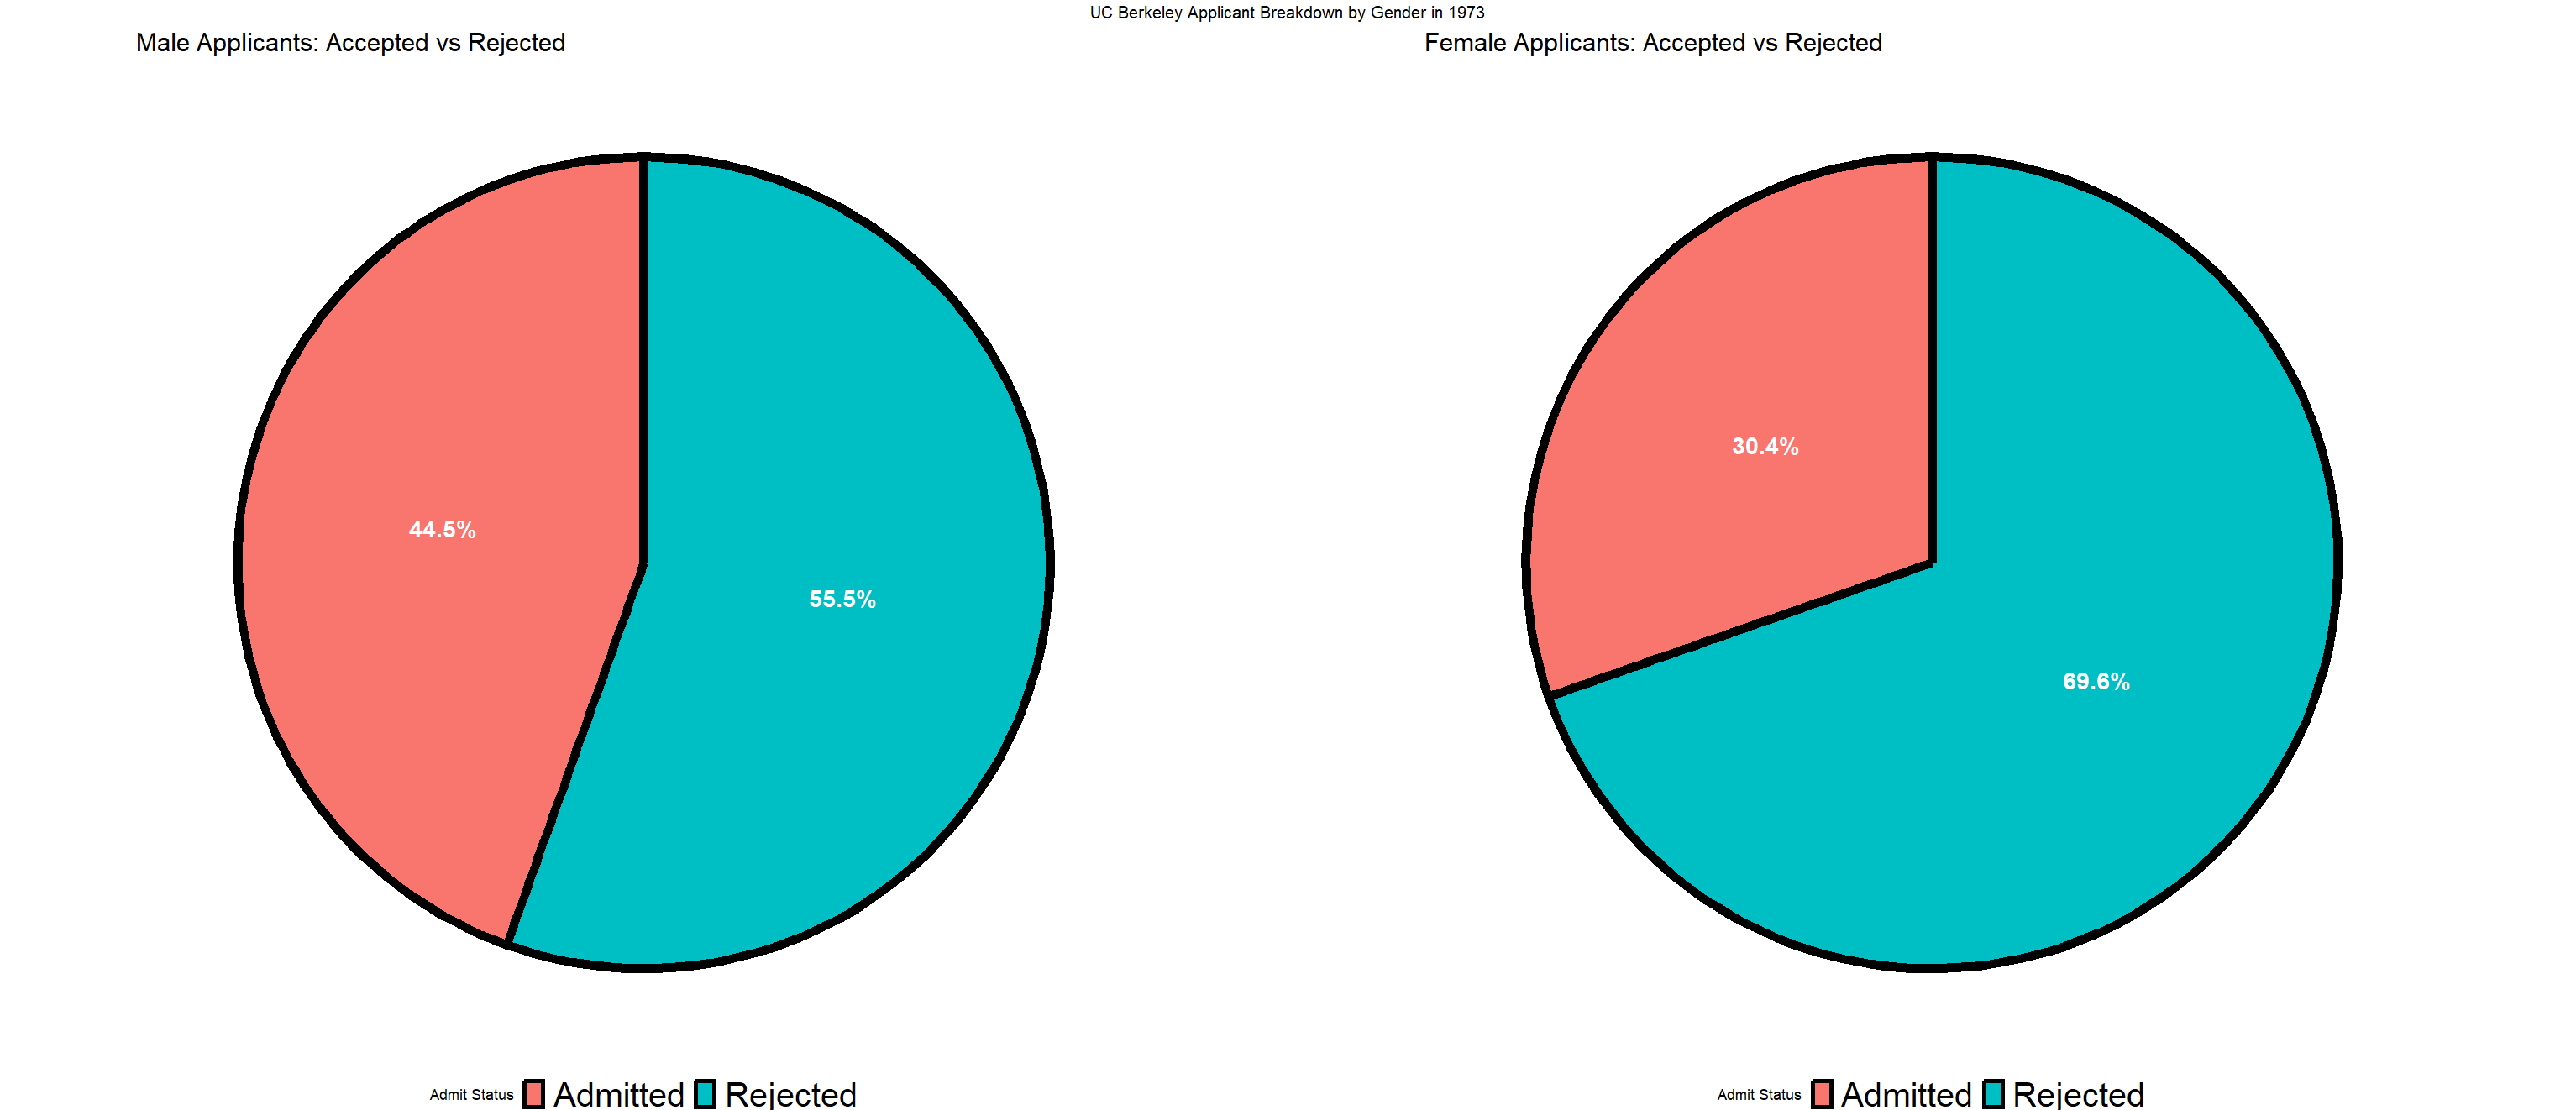 UC Berkeley Applicant Breakdown by Gender in 1973
Male Applicants: Accepted vs Rejected
44.5%
55.5%
Admit Status Admitted Rejected
Female Applicants: Accepted vs Rejected
30.4%
69.6%
Admit Status Admitted Rejected